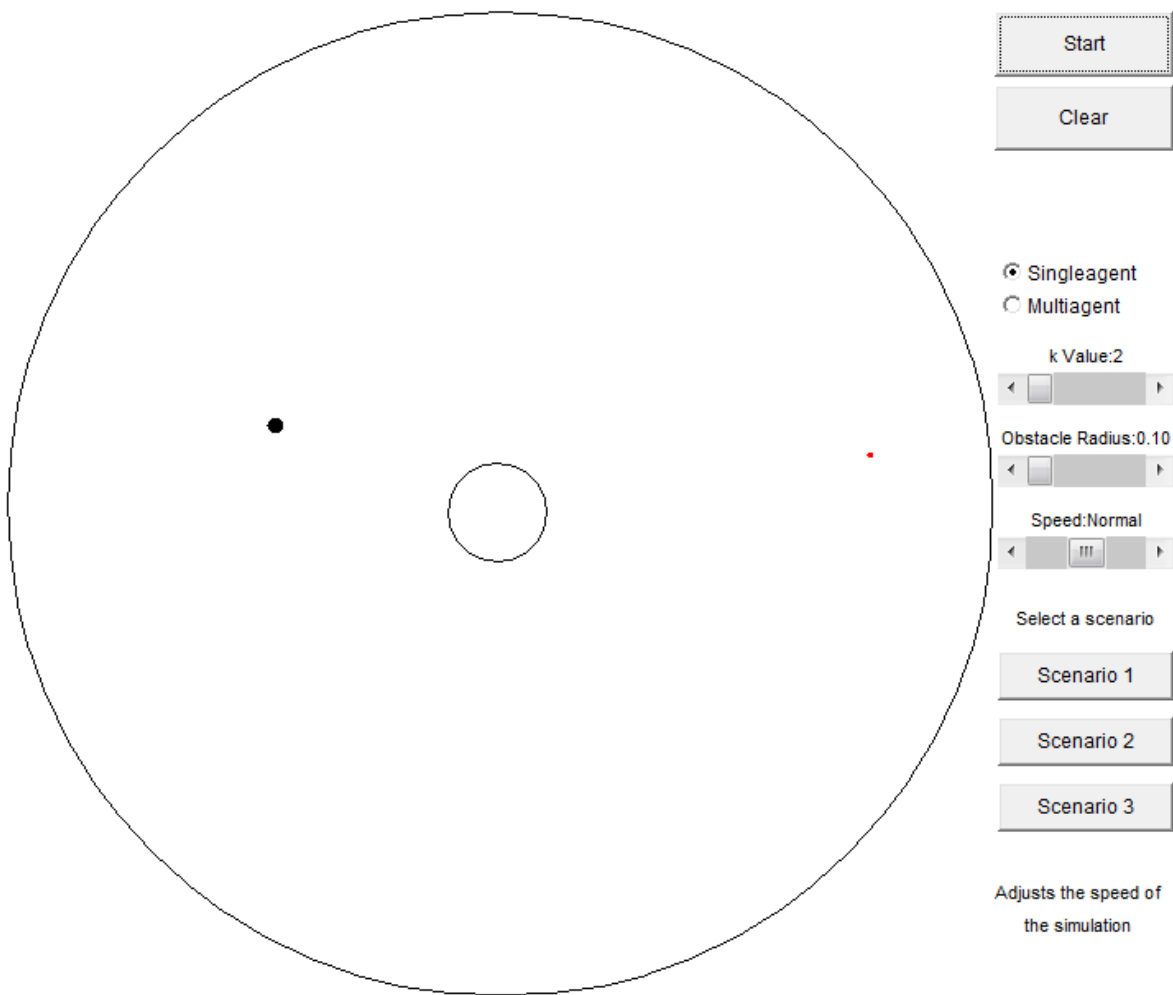 Start
Clear
Singleagent
Multiagent
k Value:2
Obstacle Radius:0.10
Speed:Normal
Select a scenario
Scenario 1
Scenario 2
Scenario 3
Adjusts the speed of
the simulation